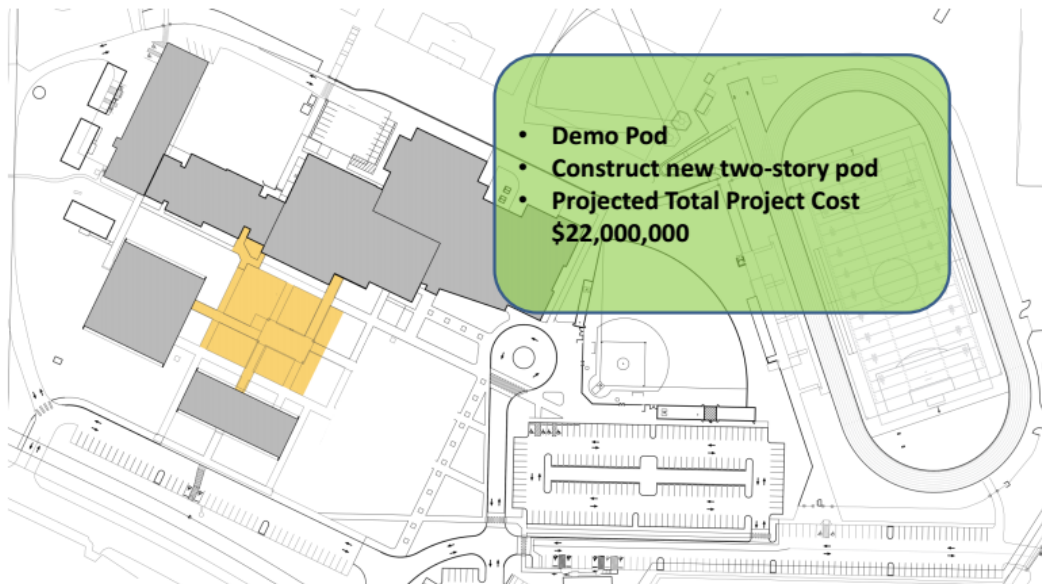 • Demo Pod
• Construct new two-story pod
• Projected Total Project Cost
$22,000,000